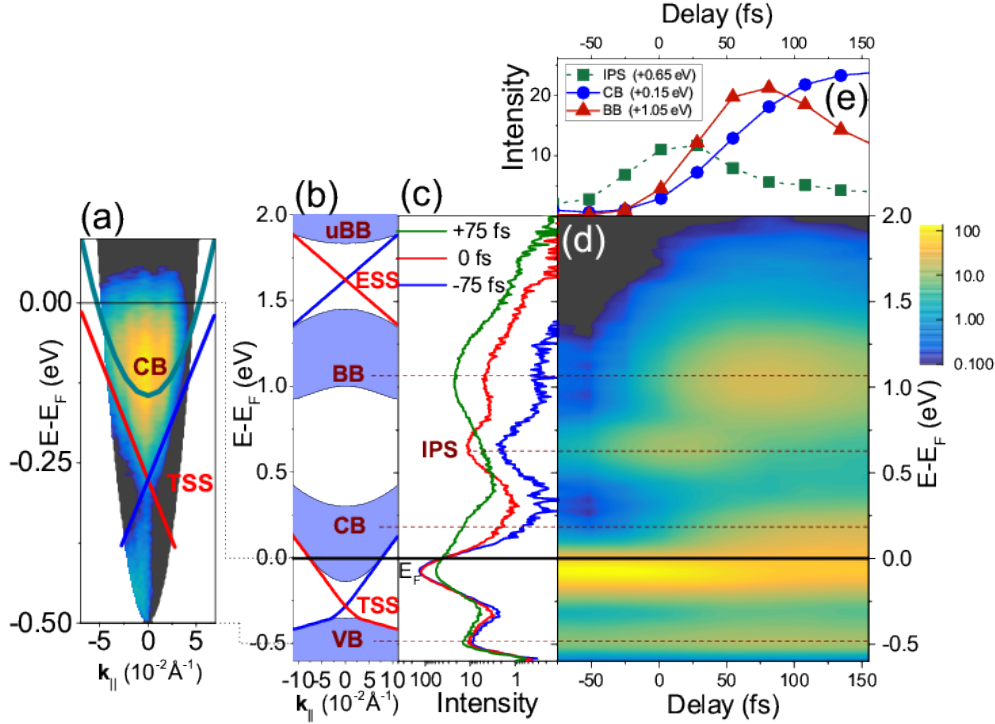 Delay (fs)
-50 0 50 100 150
IPS (+0.65 eV)
CB (+0.15 eV)
BB (+1.05 eV)
(e)
20
10
Intensity
(a)
(b)
(c)
(d)
0.00
-0.25
-0.50
E-E_F (eV)
CB
TSS
-5 0 5
k_|| (10⁻²Å⁻¹)
2.0
1.5
1.0
0.5
0.0
-0.5
E-E_F (eV)
uBB
ESS
BB
CB
TSS
VB
-10 -5 0 5 10
k_|| (10⁻²Å⁻¹)
+75 fs
0 fs
-75 fs
IPS
E_F
100 10 1
Intensity
-50 0 50 100 150
Delay (fs)
2.0
1.5
1.0
0.5
0.0
-0.5
E-E_F (eV)
100
10.0
1.00
0.100